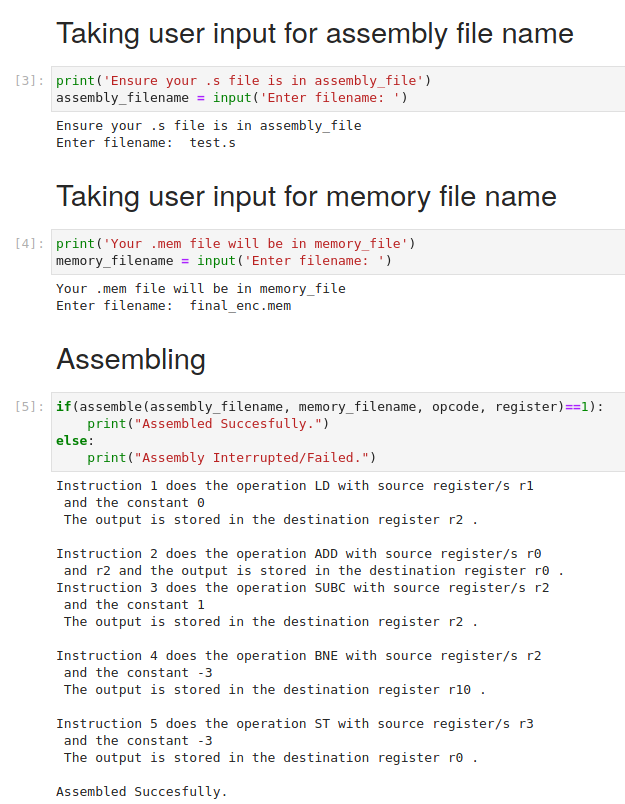 Taking user input for assembly file name
[3]: print('Ensure your .s file is in assembly_file')
assembly_filename = input('Enter filename: ')
Ensure your .s file is in assembly_file
Enter filename:  test.s
Taking user input for memory file name
[4]: print('Your .mem file will be in memory_file')
memory_filename = input('Enter filename: ')
Your .mem file will be in memory_file
Enter filename:  final_enc.mem
Assembling
[5]: if(assemble(assembly_filename, memory_filename, opcode, register)==1):
    print("Assembled Succesfully.")
else:
    print("Assembly Interrupted/Failed.")
Instruction 1 does the operation LD with source register/s r1
 and the constant 0
 The output is stored in the destination register r2 .
Instruction 2 does the operation ADD with source register/s r0
 and r2 and the output is stored in the destination register r0 .
Instruction 3 does the operation SUBC with source register/s r2
 and the constant 1
 The output is stored in the destination register r2 .
Instruction 4 does the operation BNE with source register/s r2
 and the constant -3
 The output is stored in the destination register r10 .
Instruction 5 does the operation ST with source register/s r3
 and the constant -3
 The output is stored in the destination register r0 .
Assembled Succesfully.